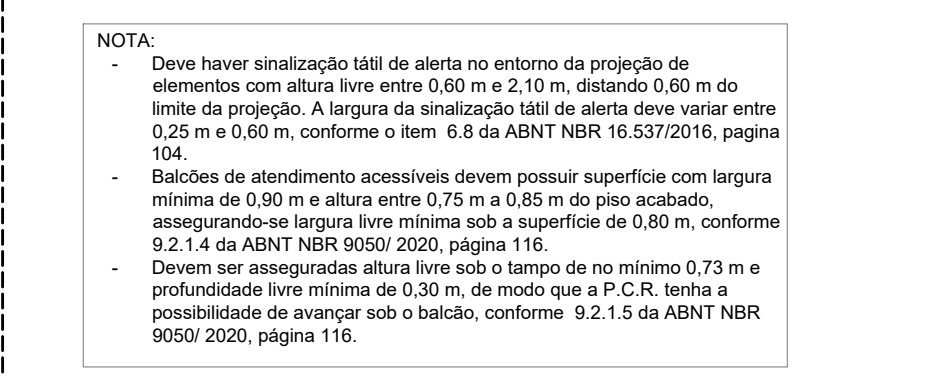 NOTA:
- Deve haver sinalização tátil de alerta no entorno da projeção de
elementos com altura livre entre 0,60 m e 2,10 m, distando 0,60 m do
limite da projeção. A largura da sinalização tátil de alerta deve variar entre
0,25 m e 0,60 m, conforme o item 6.8 da ABNT NBR 16.537/2016, pagina
104.
- Balcões de atendimento acessíveis devem possuir superfície com largura
mínima de 0,90 m e altura entre 0,75 m a 0,85 m do piso acabado,
assegurando-se largura livre mínima sob a superfície de 0,80 m, conforme
9.2.1.4 da ABNT NBR 9050/ 2020, página 116.
- Devem ser asseguradas altura livre sob o tampo de no mínimo 0,73 m e
profundidade livre mínima de 0,30 m, de modo que a P.C.R. tenha a
possibilidade de avançar sob o balcão, conforme 9.2.1.5 da ABNT NBR
9050/ 2020, página 116.